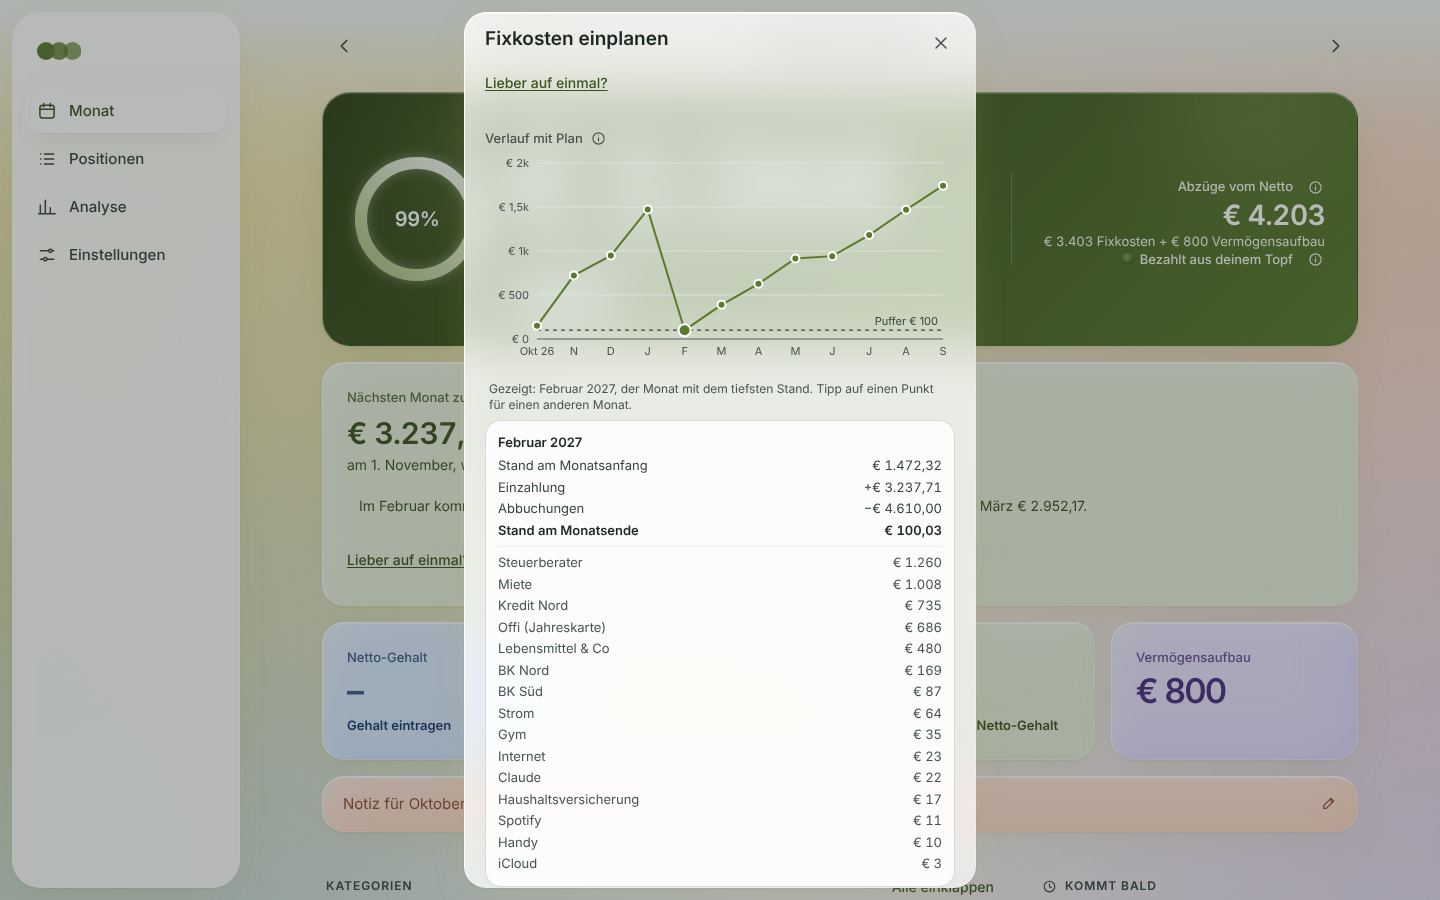 Fixkosten einplanen
Lieber auf einmal?
Verlauf mit Plan
€ 2k
€ 1,5k
€ 1k
€ 500
€ 0
Puffer € 100
Okt 26 N D J F M A M J J A S
Gezeigt: Februar 2027, der Monat mit dem tiefsten Stand. Tipp auf einen Punkt
für einen anderen Monat.
Februar 2027
Stand am Monatsanfang € 1.472,32
Einzahlung +€ 3.237,71
Abbuchungen −€ 4.610,00
Stand am Monatsende € 100,03
Steuerberater € 1.260
Miete € 1.008
Kredit Nord € 735
Offi (Jahreskarte) € 686
Lebensmittel & Co € 480
BK Nord € 169
BK Süd € 87
Strom € 64
Gym € 35
Internet € 23
Claude € 22
Haushaltsversicherung € 17
Spotify € 11
Handy € 10
iCloud € 3
Monat
Positionen
Analyse
Einstellungen
99%
Abzüge vom Netto
€ 4.203
€ 3.403 Fixkosten + € 800 Vermögensaufbau
Bezahlt aus deinem Topf
Nächsten Monat
€ 3.237,
am 1. November,
Im Februar
März € 2.952,17.
Lieber auf einmal?
Netto-Gehalt
–
Gehalt eintragen
Netto-Gehalt
Vermögensaufbau
€ 800
Notiz für Oktober
KATEGORIEN
Alle einklappen
KOMMT BALD